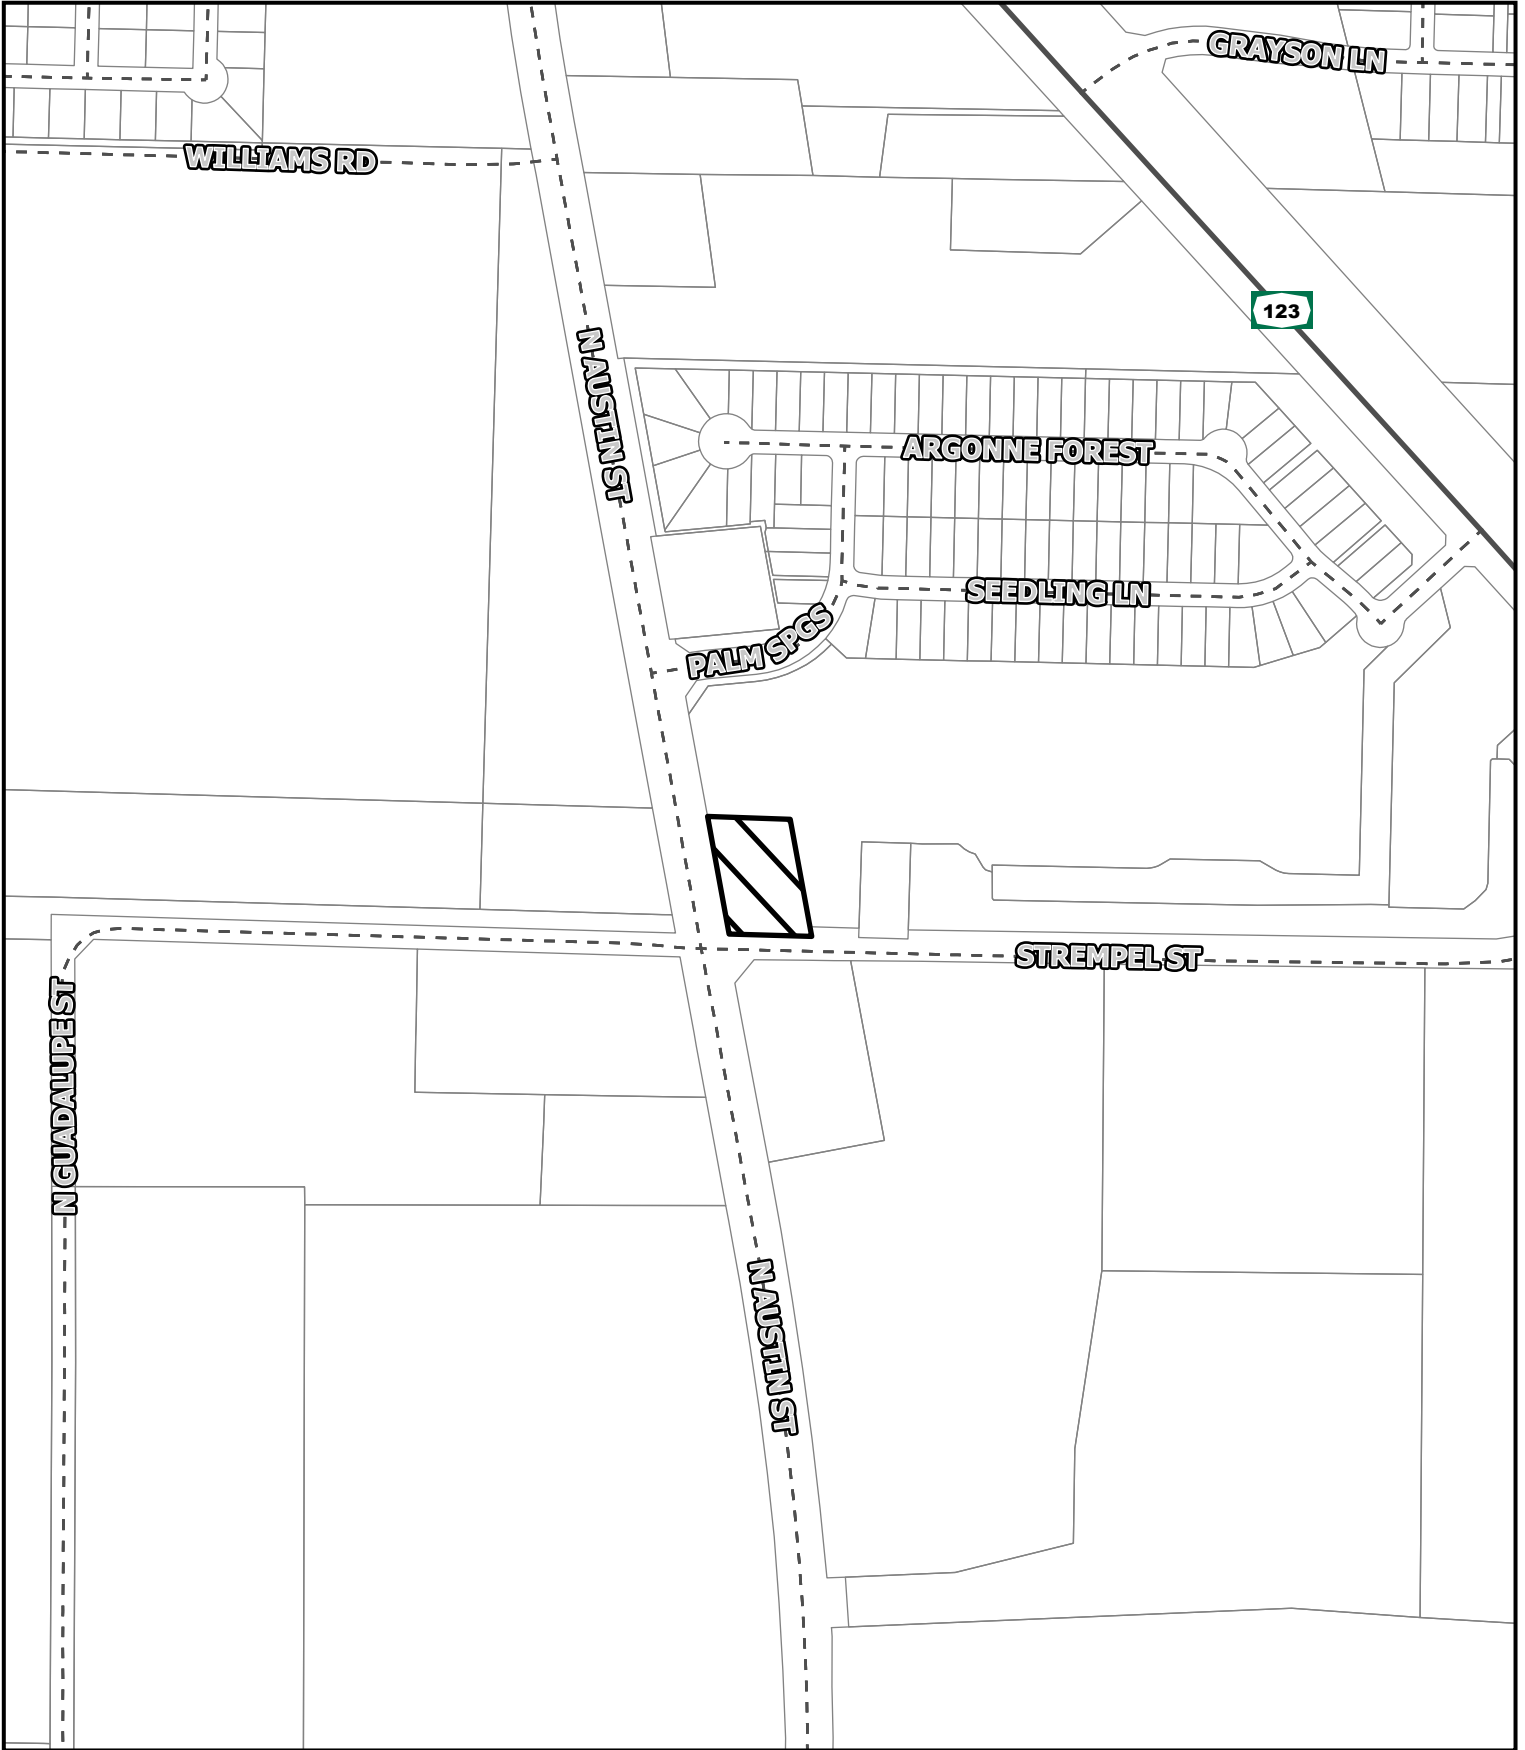 GRAYSON LN
WILLIAMS RD
123
N AUSTIN ST
ARGONNE FOREST
SEEDLING LN
PALM SPGS
STREMPEL ST
N GUADALUPE ST
N AUSTIN ST